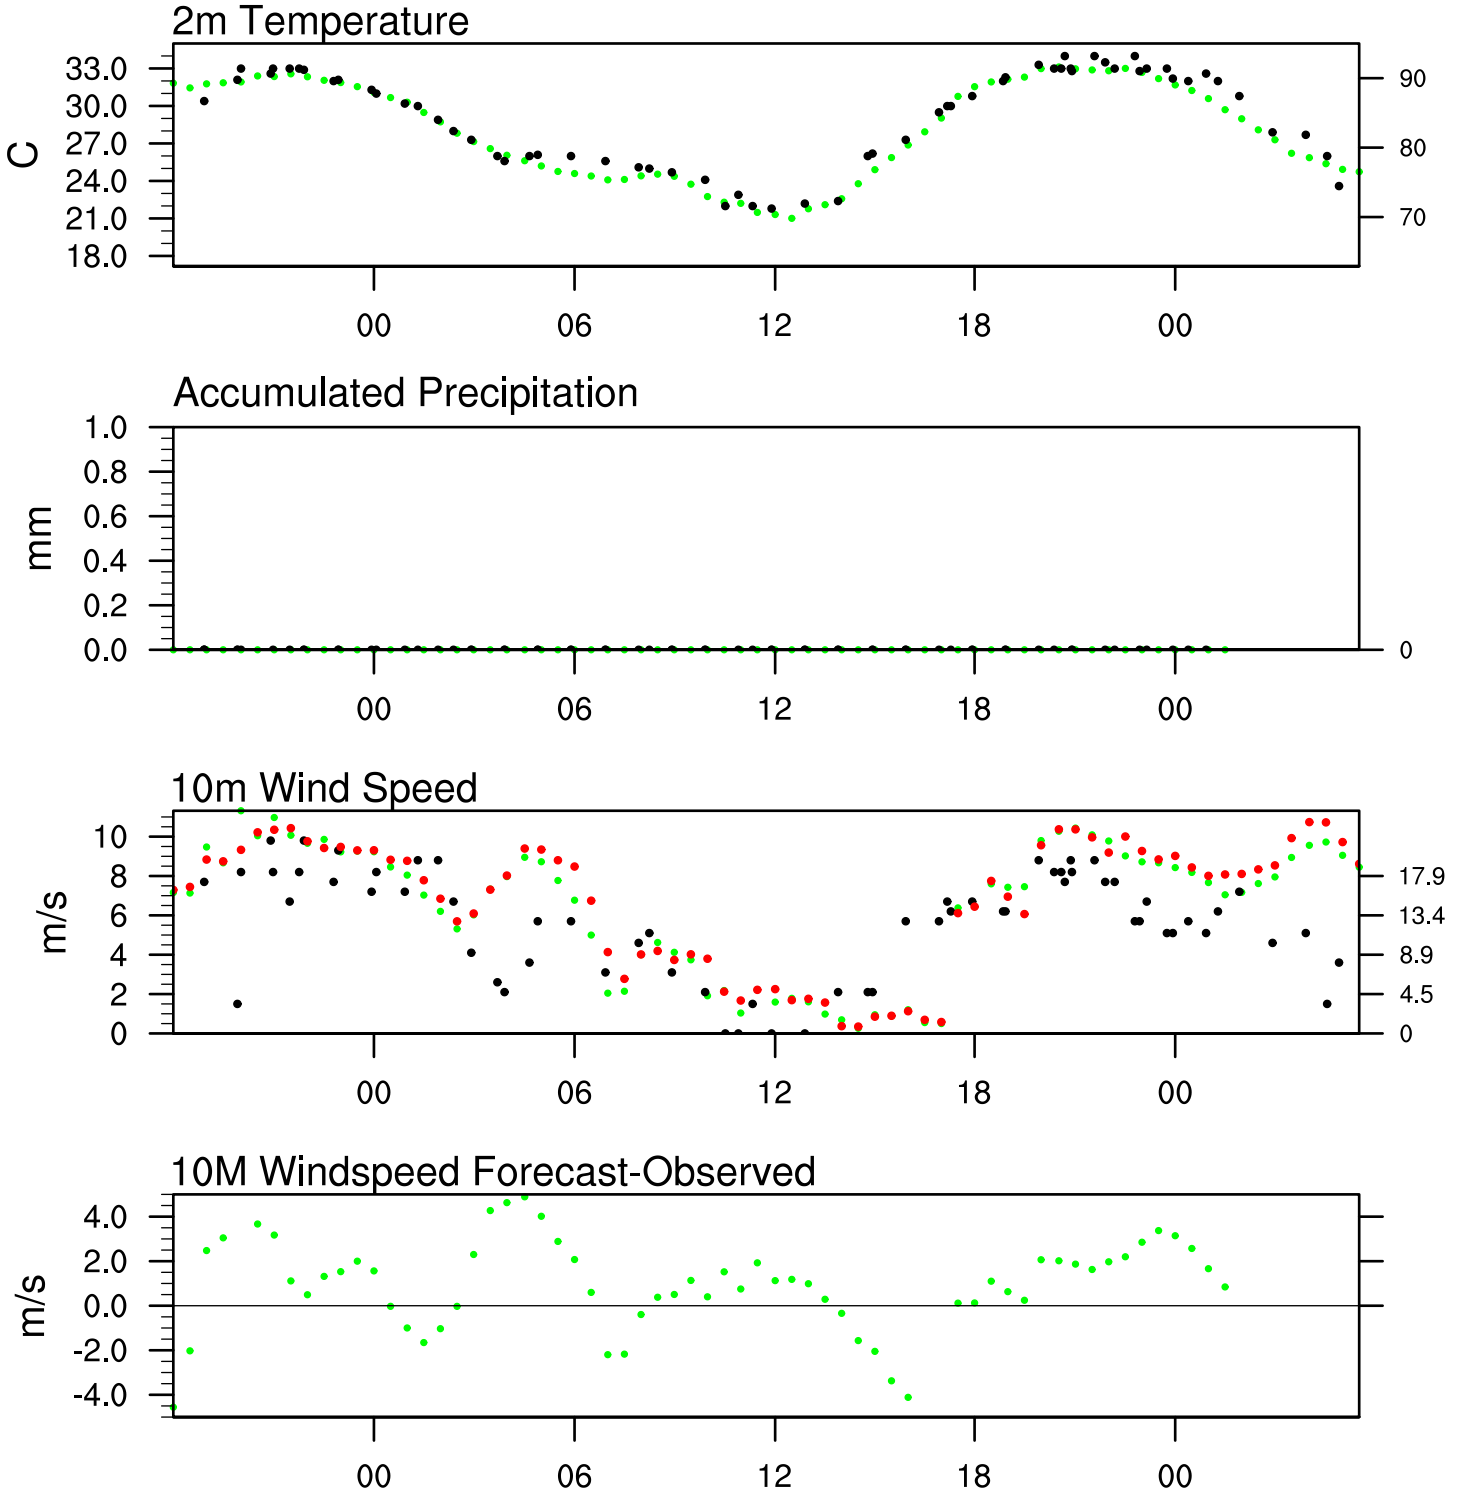 2m Temperature
33.0
30.0
27.0
24.0
21.0
18.0
C
90
80
70
00 06 12 18 00
Accumulated Precipitation
1.0
0.8
0.6
0.4
0.2
0.0
mm
0
00 06 12 18 00
10m Wind Speed
10
8
6
4
2
0
m/s
17.9
13.4
8.9
4.5
0
00 06 12 18 00
10M Windspeed Forecast-Observed
4.0
2.0
0.0
-2.0
-4.0
m/s
00 06 12 18 00